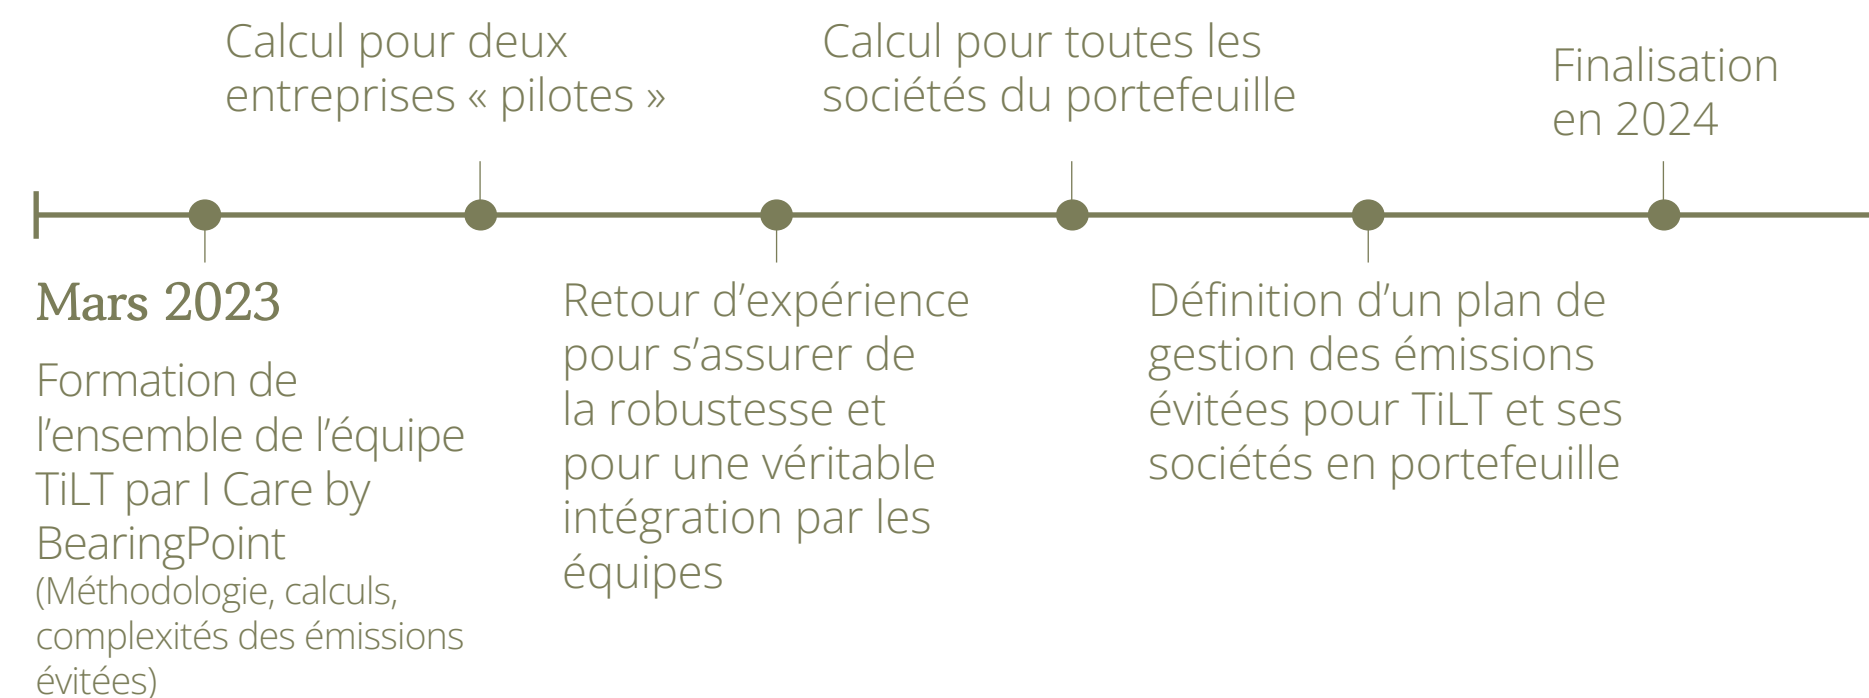 Calcul pour deux
entreprises « pilotes »
Calcul pour toutes les
sociétés du portefeuille
Finalisation
en 2024
Mars 2023
Formation de
l’ensemble de l’équipe
TiLT par I Care by
BearingPoint
(Méthodologie, calculs,
complexités des émissions
évitées)
Retour d’expérience
pour s’assurer de
la robustesse et
pour une véritable
intégration par les
équipes
Définition d’un plan de
gestion des émissions
évitées pour TiLT et ses
sociétés en portefeuille